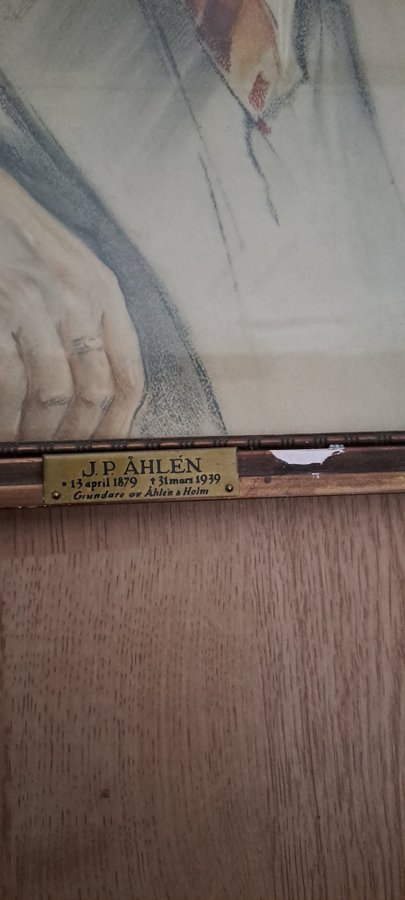 J.P. ÅHLÉN
* 13 april 1879 † 31 mars 1939
Grundare av Åhlén & Holm